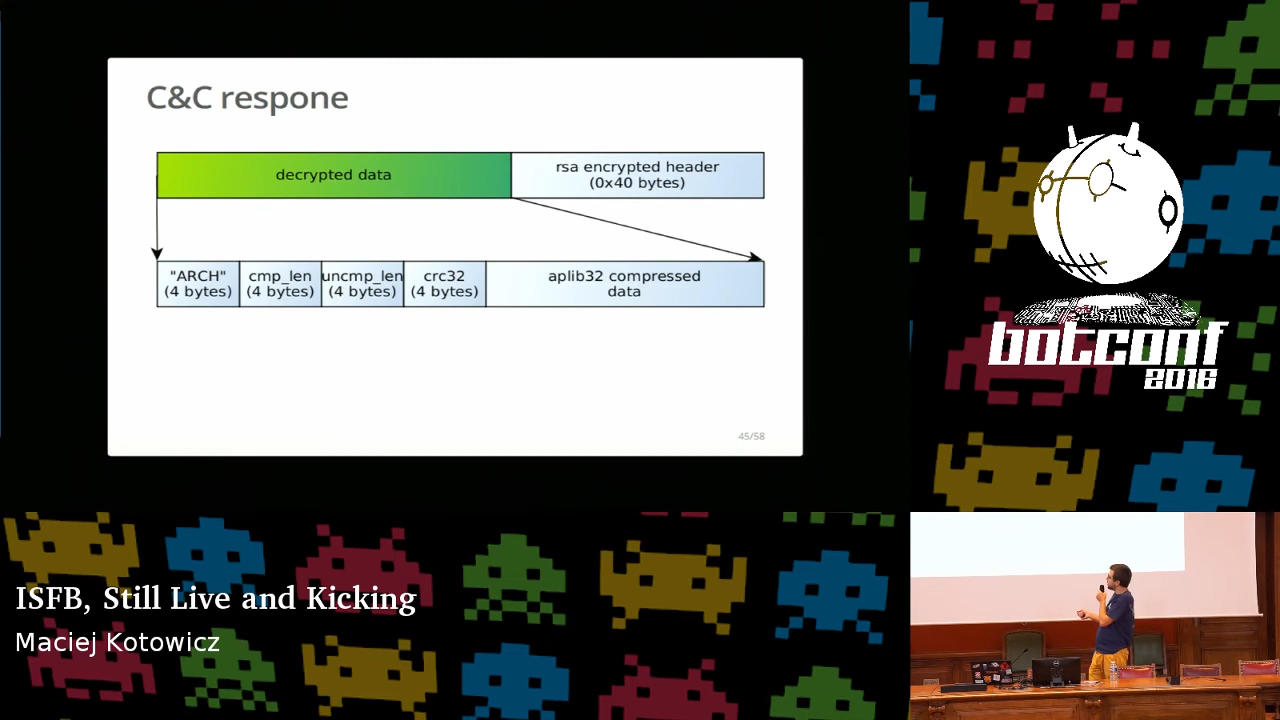 C&C respone
decrypted data
rsa encrypted header
(0x40 bytes)
"ARCH"
(4 bytes)
cmp_len
(4 bytes)
uncmp_len
(4 bytes)
crc32
(4 bytes)
aplib32 compressed
data
45/58
botconf
2016
ISFB, Still Live and Kicking
Maciej Kotowicz